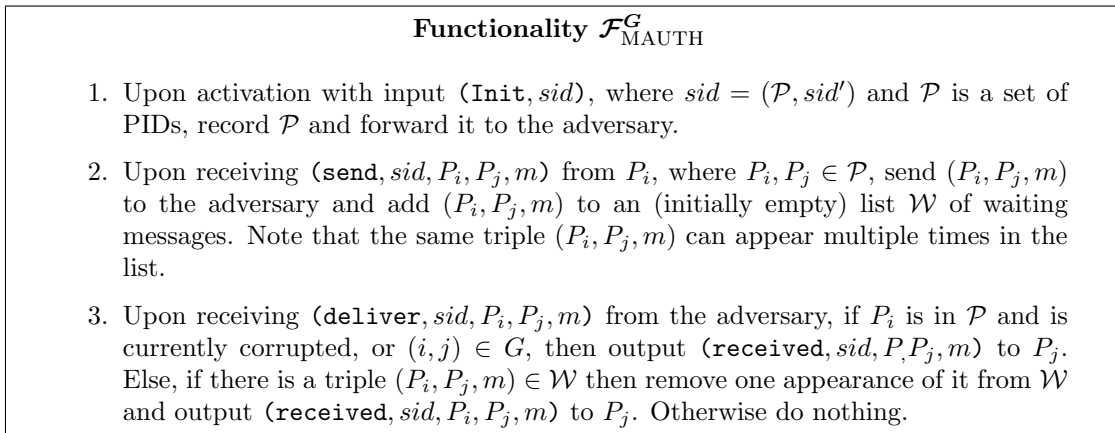 Functionality 𝓕^G_MAUTH
1. Upon activation with input (Init, sid), where sid = (𝒫, sid′) and 𝒫 is a set of
PIDs, record 𝒫 and forward it to the adversary.
2. Upon receiving (send, sid, P_i, P_j, m) from P_i, where P_i, P_j ∈ 𝒫, send (P_i, P_j, m)
to the adversary and add (P_i, P_j, m) to an (initially empty) list 𝒲 of waiting
messages. Note that the same triple (P_i, P_j, m) can appear multiple times in the
list.
3. Upon receiving (deliver, sid, P_i, P_j, m) from the adversary, if P_i is in 𝒫 and is
currently corrupted, or (i, j) ∈ G, then output (received, sid, P_, P_j, m) to P_j.
Else, if there is a triple (P_i, P_j, m) ∈ 𝒲 then remove one appearance of it from 𝒲
and output (received, sid, P_i, P_j, m) to P_j. Otherwise do nothing.